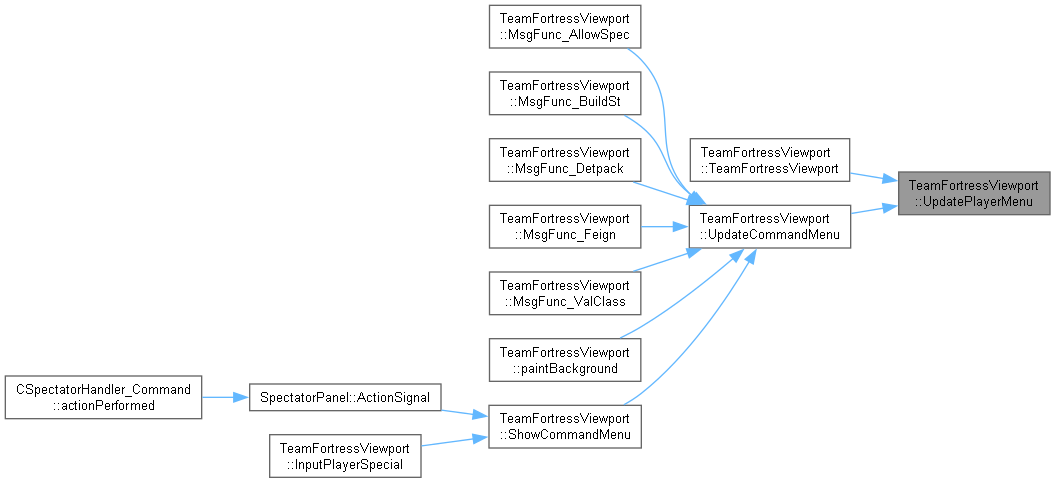 TeamFortressViewport
::MsgFunc_AllowSpec
TeamFortressViewport
::MsgFunc_BuildSt
TeamFortressViewport
::MsgFunc_Detpack
TeamFortressViewport
::TeamFortressViewport
TeamFortressViewport
::UpdatePlayerMenu
TeamFortressViewport
::MsgFunc_Feign
TeamFortressViewport
::UpdateCommandMenu
TeamFortressViewport
::MsgFunc_ValClass
TeamFortressViewport
::paintBackground
CSpectatorHandler_Command
::actionPerformed
SpectatorPanel::ActionSignal
TeamFortressViewport
::ShowCommandMenu
TeamFortressViewport
::InputPlayerSpecial